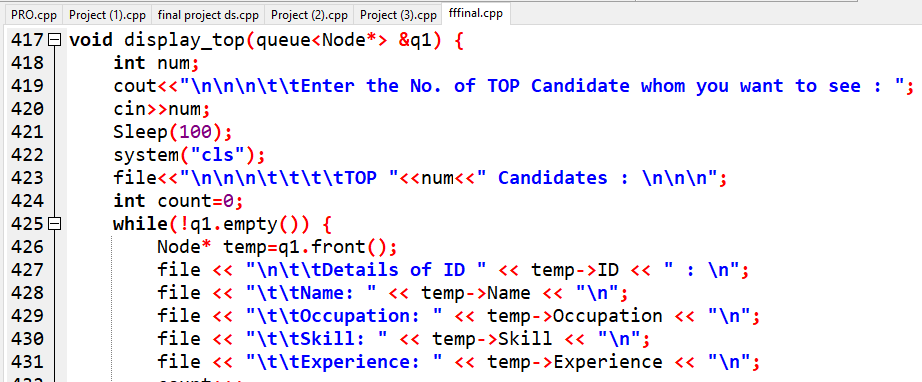 PRO.cpp Project (1).cpp final project ds.cpp Project (2).cpp Project (3).cpp fffinal.cpp
417 void display_top(queue<Node*> &q1) {
418 int num;
419 cout<<"\n\n\n\t\tEnter the No. of TOP Candidate whom you want to see : ";
420 cin>>num;
421 Sleep(100);
422 system("cls");
423 file<<"\n\n\n\t\t\t\tTOP "<<num<<" Candidates : \n\n\n";
424 int count=0;
425 while(!q1.empty()) {
426 Node* temp=q1.front();
427 file << "\n\t\tDetails of ID " << temp->ID << " : \n";
428 file << "\t\tName: " << temp->Name << "\n";
429 file << "\t\tOccupation: " << temp->Occupation << "\n";
430 file << "\t\tSkill: " << temp->Skill << "\n";
431 file << "\t\tExperience: " << temp->Experience << "\n";